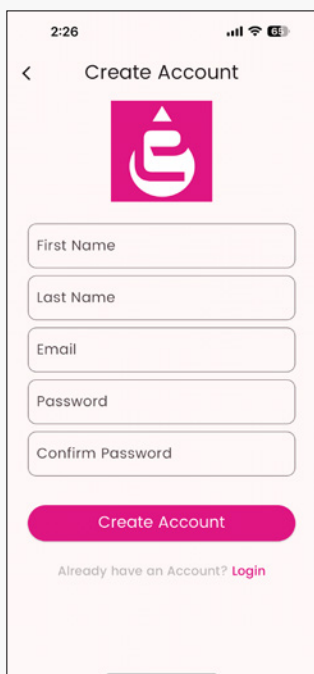 2:26
65
Create Account
First Name
Last Name
Email
Password
Confirm Password
Create Account
Already have an Account? Login